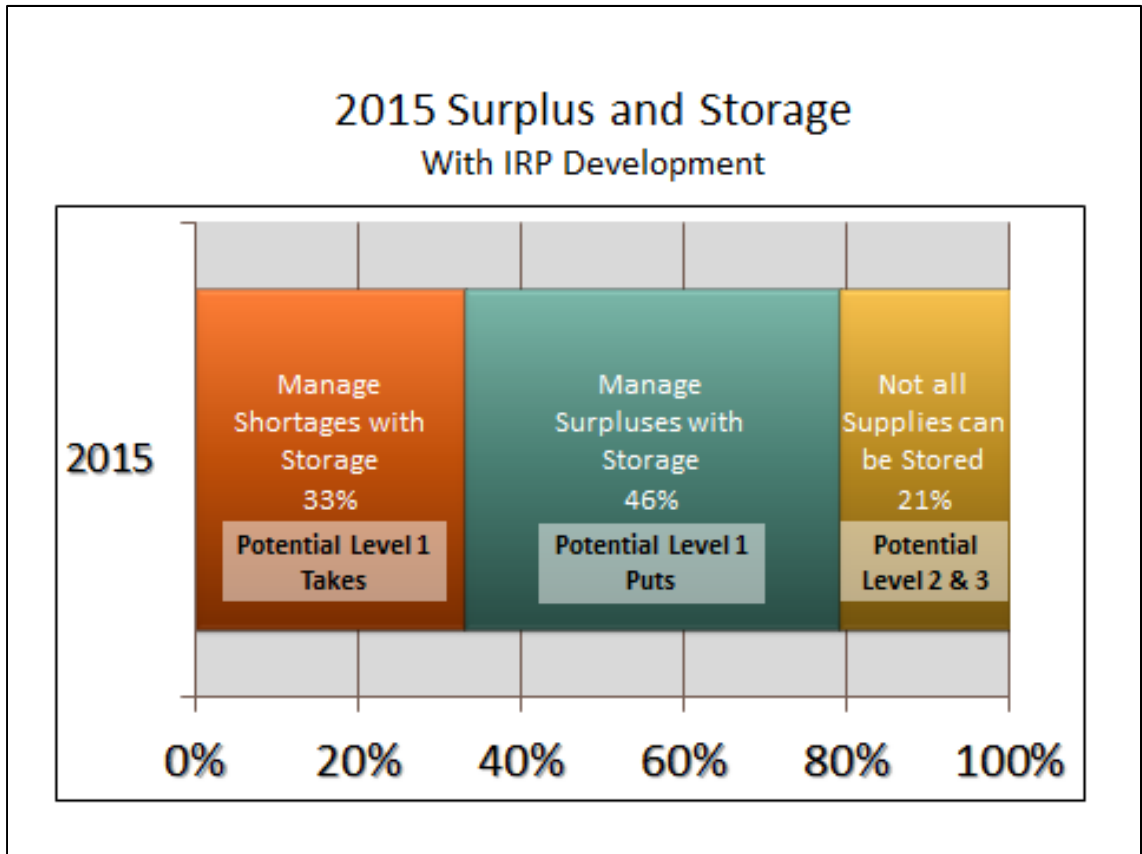 2015 Surplus and Storage
With IRP Development
2015
Manage
Shortages with
Storage
33%
Potential Level 1
Takes
Manage
Surpluses with
Storage
46%
Potential Level 1
Puts
Not all
Supplies can
be Stored
21%
Potential
Level 2 & 3
0% 20% 40% 60% 80% 100%